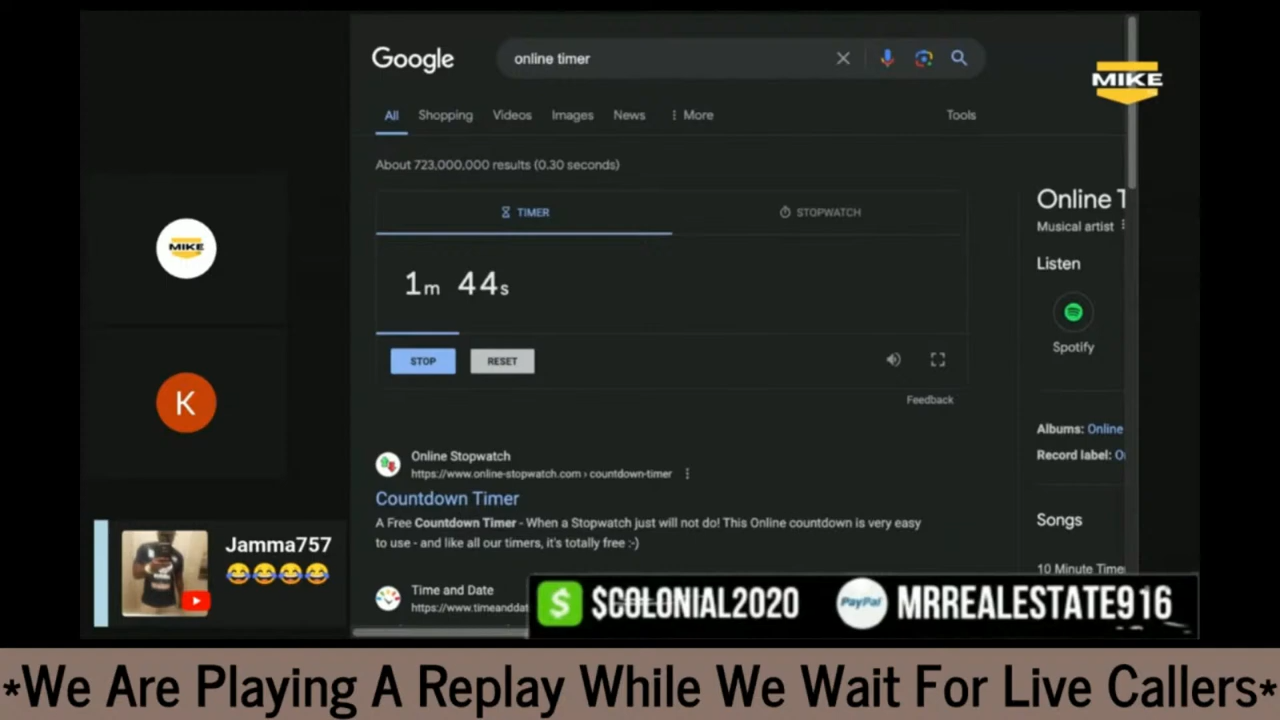 Google
online timer
MIKE
All Shopping Videos Images News More Tools
About 723,000,000 results (0.30 seconds)
TIMER STOPWATCH
1m 44s
STOP RESET
Feedback
Online T
Musical artist
Listen
Spotify
Albums: Online
Record label: O
Songs
10 Minute Time
MIKE
K
Jamma757
😂😂😂😂
Online Stopwatch
https://www.online-stopwatch.com › countdown-timer
Countdown Timer
A Free Countdown Timer - When a Stopwatch just will not do! This Online countdown is very easy
to use - and like all our timers, it's totally free :-)
Time and Date
https://www.timeanddat
$ $COLONIAL2020 PayPal MRREALESTATE916
*We Are Playing A Replay While We Wait For Live Callers*